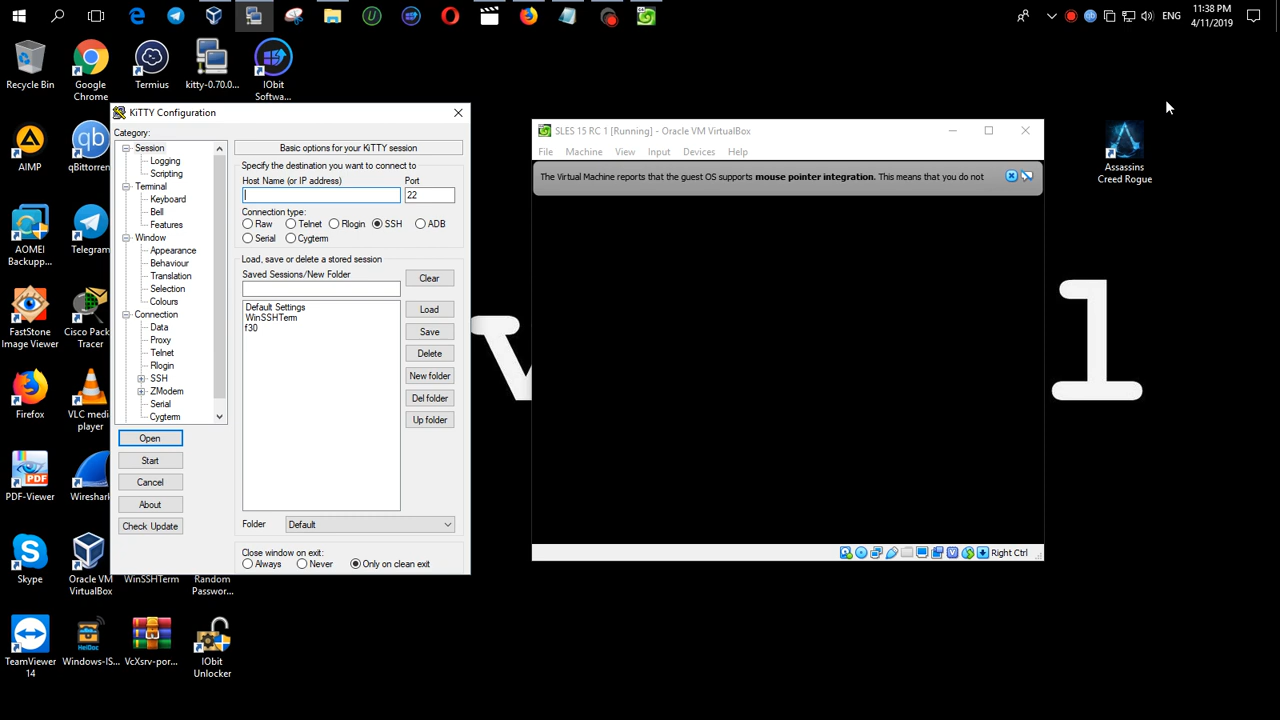 11:38 PM
ENG
4/11/2019
Recycle Bin
Google Chrome
Termius
kitty-0.70.0...
IObit Softwa...
AIMP
qBittorren
AOMEI Backupp...
Telegram
FastStone Image Viewer
Cisco Pack Tracer
Firefox
VLC medi player
PDF-Viewer
Wireshar
Skype
Oracle VM VirtualBox
WinSSHTerm
Random Passwor...
TeamViewer 14
Windows-IS...
VcXsrv-por...
IObit Unlocker
KiTTY Configuration
Category:
Session
Logging
Scripting
Terminal
Keyboard
Bell
Features
Window
Appearance
Behaviour
Translation
Selection
Colours
Connection
Data
Proxy
Telnet
Rlogin
SSH
ZModem
Serial
Cygterm
Open
Start
Cancel
About
Check Update
Basic options for your KiTTY session
Specify the destination you want to connect to
Host Name (or IP address) Port
22
Connection type:
Raw Telnet Rlogin SSH ADB
Serial Cygterm
Load, save or delete a stored session
Saved Sessions/New Folder
Default Settings
WinSSHTerm
f30
Clear
Load
Save
Delete
New folder
Del folder
Up folder
Folder Default
Close window on exit:
Always Never Only on clean exit
SLES 15 RC 1 [Running] - Oracle VM VirtualBox
File Machine View Input Devices Help
The Virtual Machine reports that the guest OS supports mouse pointer integration. This means that you do not
Right Ctrl
Assassins Creed Rogue